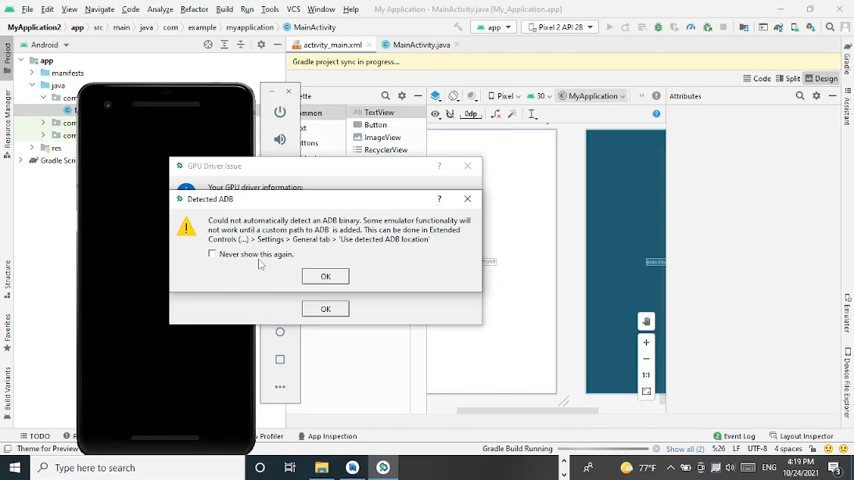 File Edit View Navigate Code Analyze Refactor Build Run Tools VCS Window Help My Application - MainActivity.java [My_Application.app]
MyApplication2 app src main java com example myapplication MainActivity app Pixel 2 API 28
Android activity_main.xml MainActivity.java
Gradle project sync in progress...
app
Code Split Design
manifests
java
ette Pixel 30 MyApplication Attributes
com
ommon TextView
Button 0dp
xt
ImageView
uttons
RecyclerView
res
Gradle Scri
GPU Driver Issue
Your GPU driver information:
Detected ADB
Could not automatically detect an ADB binary. Some emulator functionality will
not work until a custom path to ADB is added. This can be done in Extended
Controls (...) > Settings > General tab > 'Use detected ADB location'
Never show this again.
OK
OK
1:1
Project
Resource Manager
Structure
Favorites
Build Variants
Gradle
Assistant
Emulator
Device File Explorer
TODO Profiler App Inspection Event Log Layout Inspector
Theme for Preview Gradle Build Running Show all (2) 5:26 LF UTF-8 4 spaces
Type here to search 77°F ENG 4:19 PM
10/24/2021